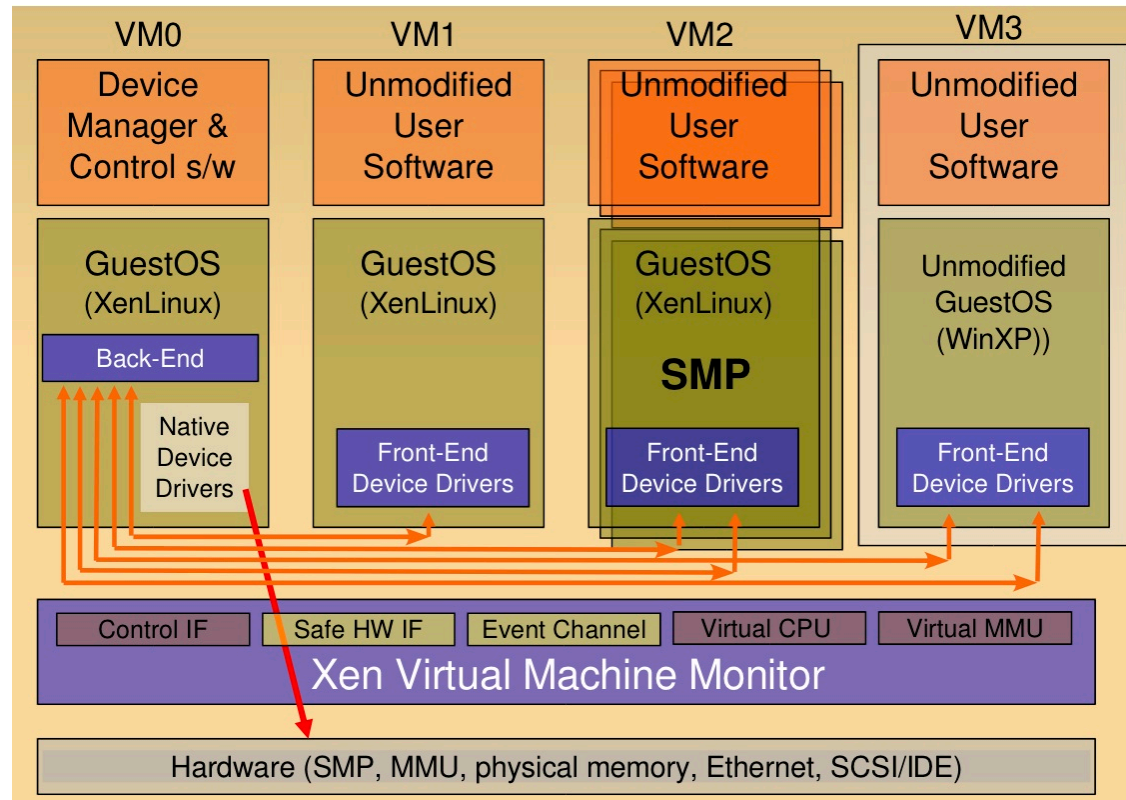 VM0
Device
Manager &
Control s/w
GuestOS
(XenLinux)
Back-End
Native
Device
Drivers
VM1
Unmodified
User
Software
GuestOS
(XenLinux)
Front-End
Device Drivers
VM2
Unmodified
User
Software
GuestOS
(XenLinux)
SMP
Front-End
Device Drivers
VM3
Unmodified
User
Software
Unmodified
GuestOS
(WinXP))
Front-End
Device Drivers
Control IF
Safe HW IF
Event Channel
Virtual CPU
Virtual MMU
Xen Virtual Machine Monitor
Hardware (SMP, MMU, physical memory, Ethernet, SCSI/IDE)